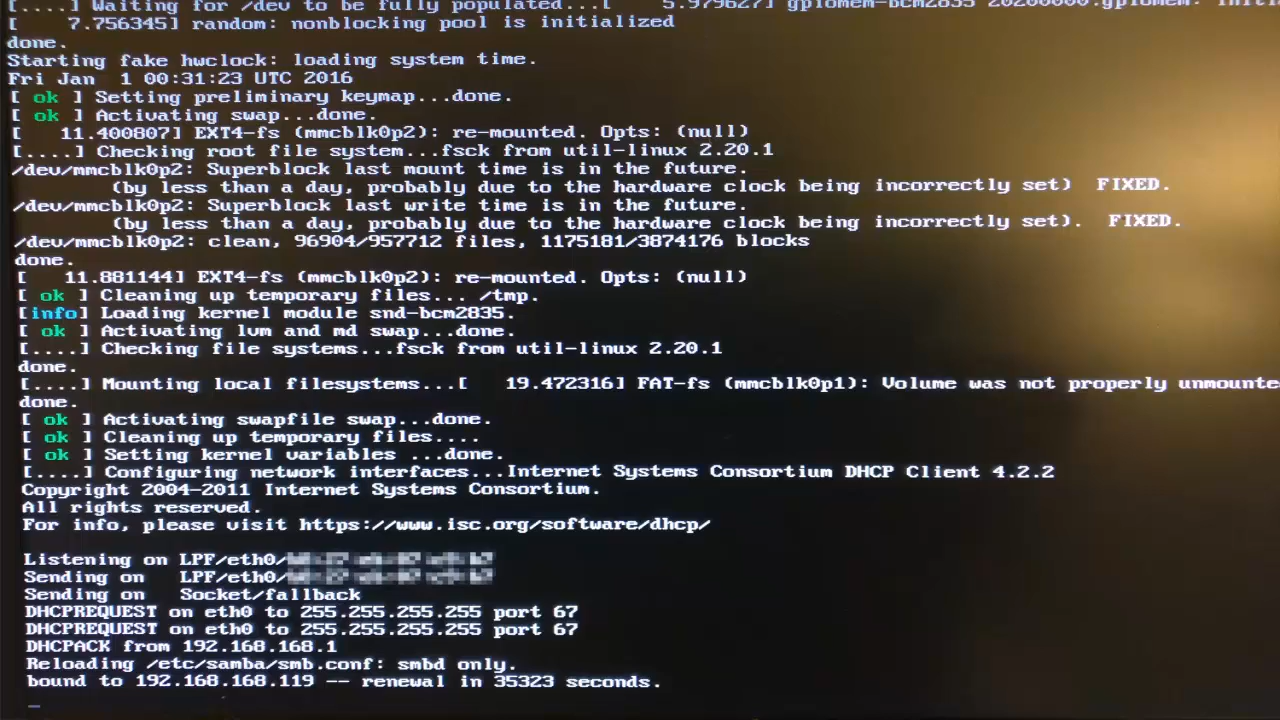 [....] Waiting for /dev to be fully populated...[    5.979627] gpiomem-bcm2835 20200000.gpiomem:
[    7.756345] random: nonblocking pool is initialized
done.
Starting fake hwclock: loading system time.
Fri Jan  1 00:31:23 UTC 2016
[ ok ] Setting preliminary keymap...done.
[ ok ] Activating swap...done.
[   11.400807] EXT4-fs (mmcblk0p2): re-mounted. Opts: (null)
[....] Checking root file system...fsck from util-linux 2.20.1
/dev/mmcblk0p2: Superblock last mount time is in the future.
(by less than a day, probably due to the hardware clock being incorrectly set)  FIXED.
/dev/mmcblk0p2: Superblock last write time is in the future.
(by less than a day, probably due to the hardware clock being incorrectly set).  FIXED.
/dev/mmcblk0p2: clean, 96904/957712 files, 1175181/3874176 blocks
done.
[   11.881144] EXT4-fs (mmcblk0p2): re-mounted. Opts: (null)
[ ok ] Cleaning up temporary files... /tmp.
[info] Loading kernel module snd-bcm2835.
[ ok ] Activating lvm and md swap...done.
[....] Checking file systems...fsck from util-linux 2.20.1
done.
[....] Mounting local filesystems...[   19.472316] FAT-fs (mmcblk0p1): Volume was not properly unmounte
done.
[ ok ] Activating swapfile swap...done.
[ ok ] Cleaning up temporary files....
[ ok ] Setting kernel variables ...done.
[....] Configuring network interfaces...Internet Systems Consortium DHCP Client 4.2.2
Copyright 2004-2011 Internet Systems Consortium.
All rights reserved.
For info, please visit https://www.isc.org/software/dhcp/
Listening on LPF/eth0/
Sending on   LPF/eth0/
Sending on   Socket/fallback
DHCPREQUEST on eth0 to 255.255.255.255 port 67
DHCPREQUEST on eth0 to 255.255.255.255 port 67
DHCPACK from 192.168.168.1
Reloading /etc/samba/smb.conf: smbd only.
bound to 192.168.168.119 -- renewal in 35323 seconds.